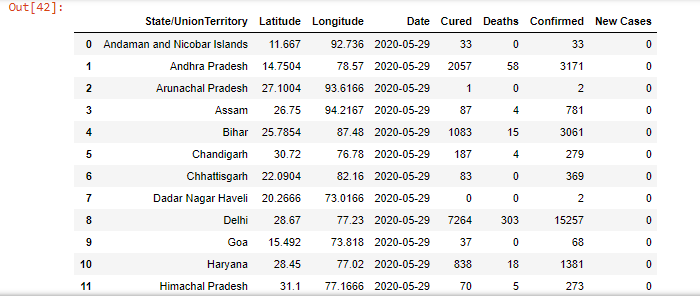 Out[42]:
State/UnionTerritory Latitude Longitude Date Cured Deaths Confirmed New Cases
0 Andaman and Nicobar Islands 11.667 92.736 2020-05-29 33 0 33 0
1 Andhra Pradesh 14.7504 78.57 2020-05-29 2057 58 3171 0
2 Arunachal Pradesh 27.1004 93.6166 2020-05-29 1 0 2 0
3 Assam 26.75 94.2167 2020-05-29 87 4 781 0
4 Bihar 25.7854 87.48 2020-05-29 1083 15 3061 0
5 Chandigarh 30.72 76.78 2020-05-29 187 4 279 0
6 Chhattisgarh 22.0904 82.16 2020-05-29 83 0 369 0
7 Dadar Nagar Haveli 20.2666 73.0166 2020-05-29 0 0 2 0
8 Delhi 28.67 77.23 2020-05-29 7264 303 15257 0
9 Goa 15.492 73.818 2020-05-29 37 0 68 0
10 Haryana 28.45 77.02 2020-05-29 838 18 1381 0
11 Himachal Pradesh 31.1 77.1666 2020-05-29 70 5 273 0